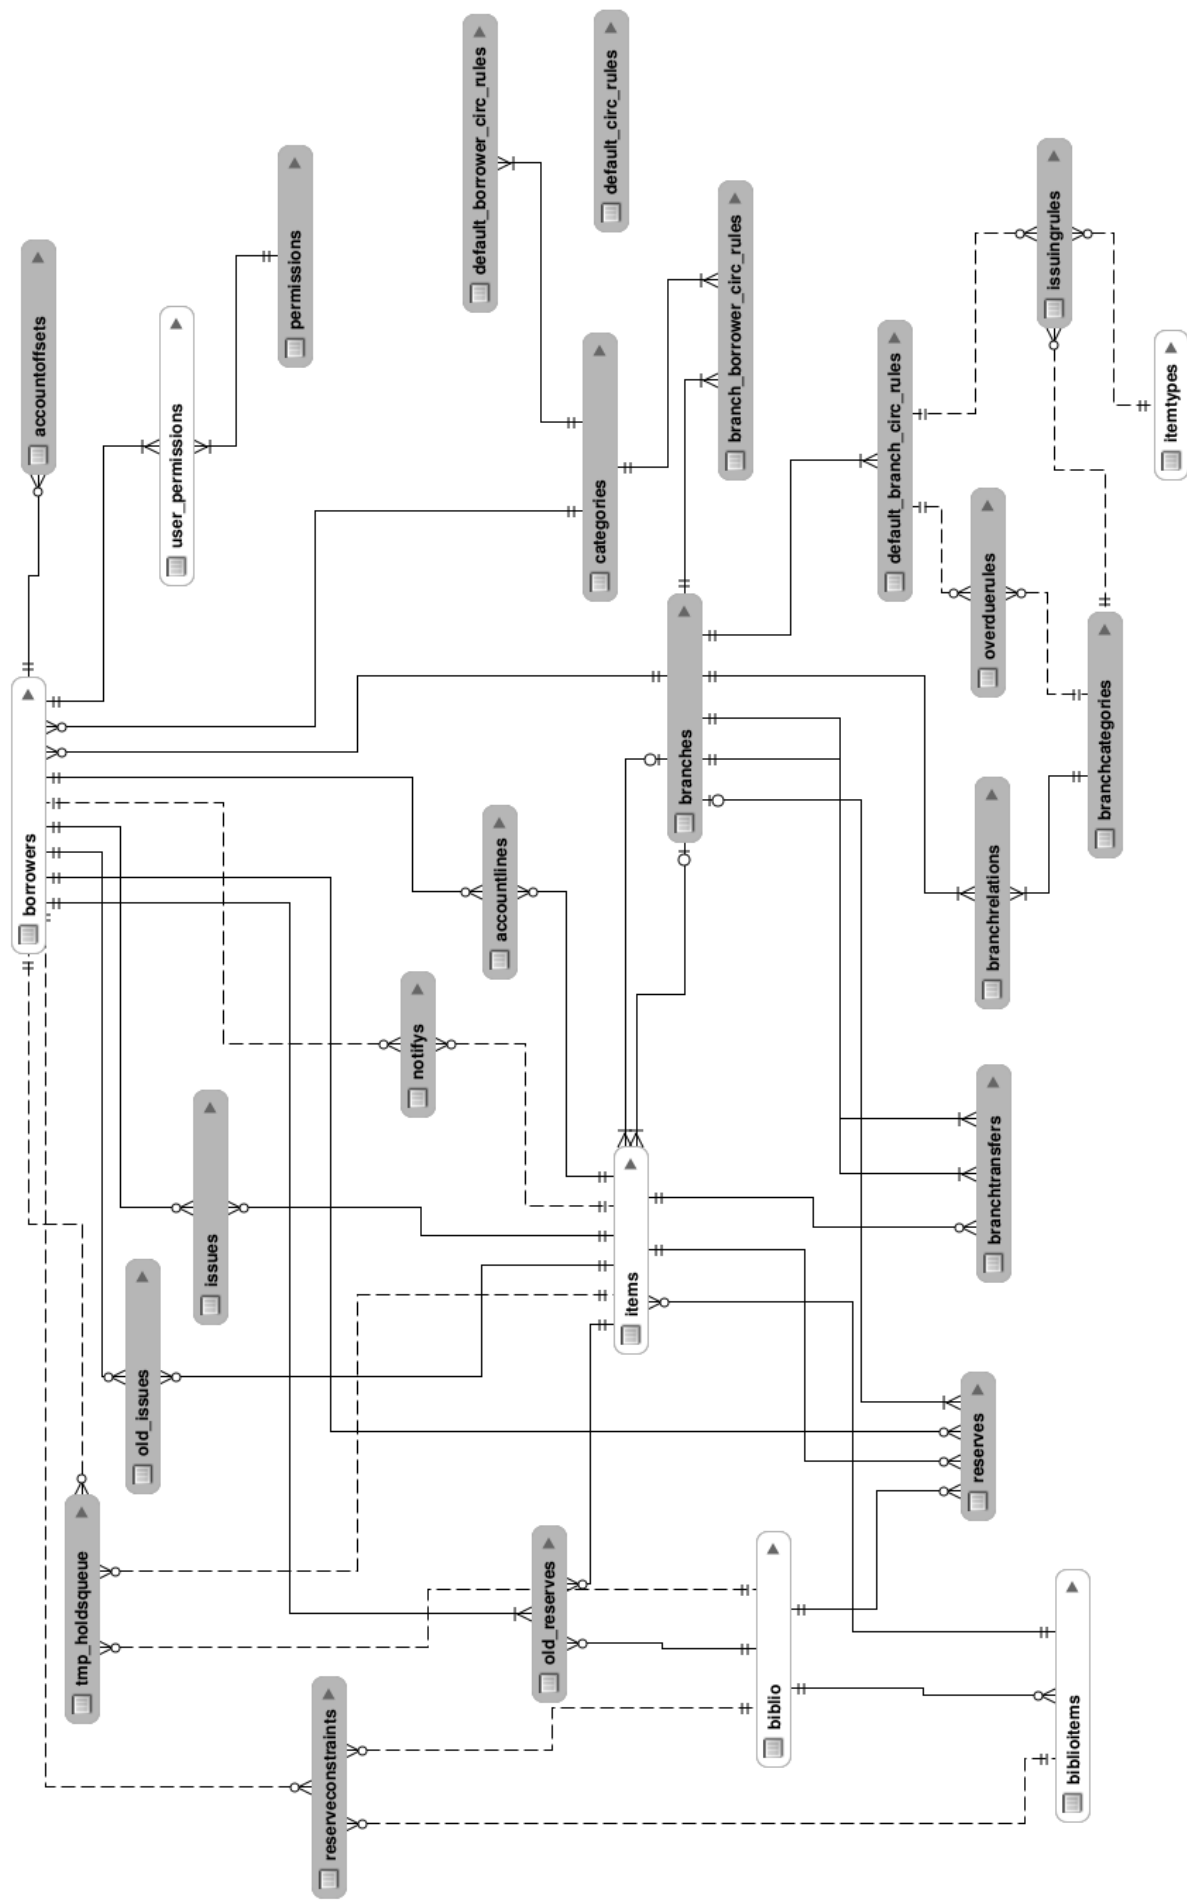 accountoffsets
user_permissions
permissions
default_borrower_circ_rules
default_circ_rules
categories
branch_borrower_circ_rules
default_branch_circ_rules
issuingrules
itemtypes
overduerules
branchcategories
branches
branchrelations
borrowers
accountlines
notifys
issues
old_issues
items
branchtransfers
tmp_holdsqueue
reserves
old_reserves
reserveconstraints
biblio
biblioitems